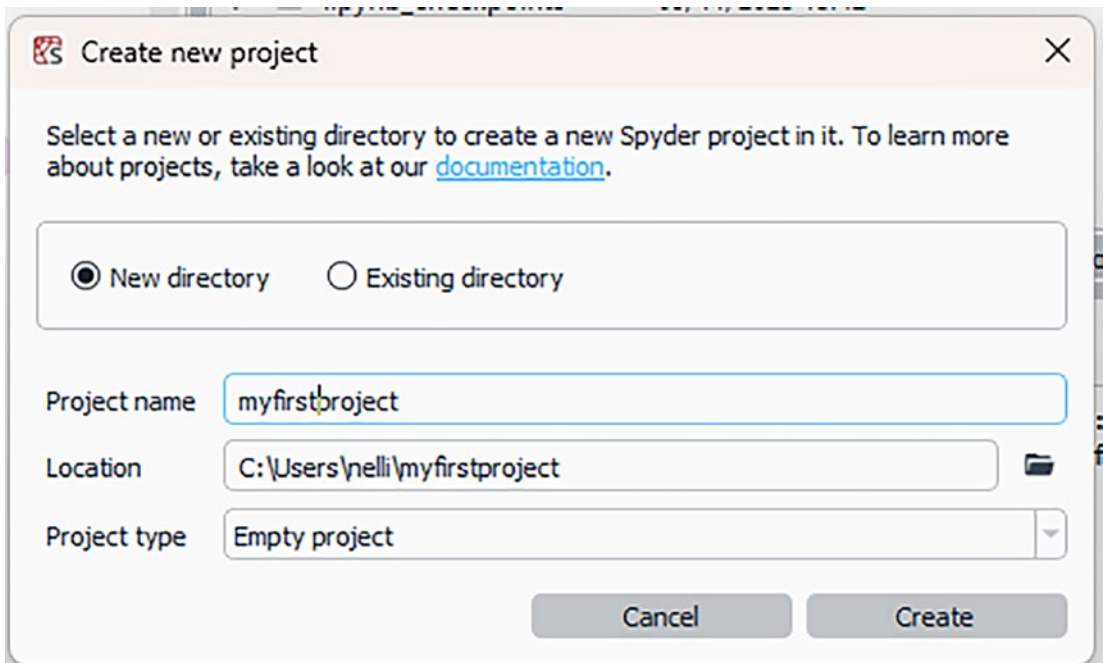 Create new project
Select a new or existing directory to create a new Spyder project in it. To learn more
about projects, take a look at our documentation.
New directory Existing directory
Project name myfirstproject
Location C:\Users\nelli\myfirstproject
Project type Empty project
Cancel Create